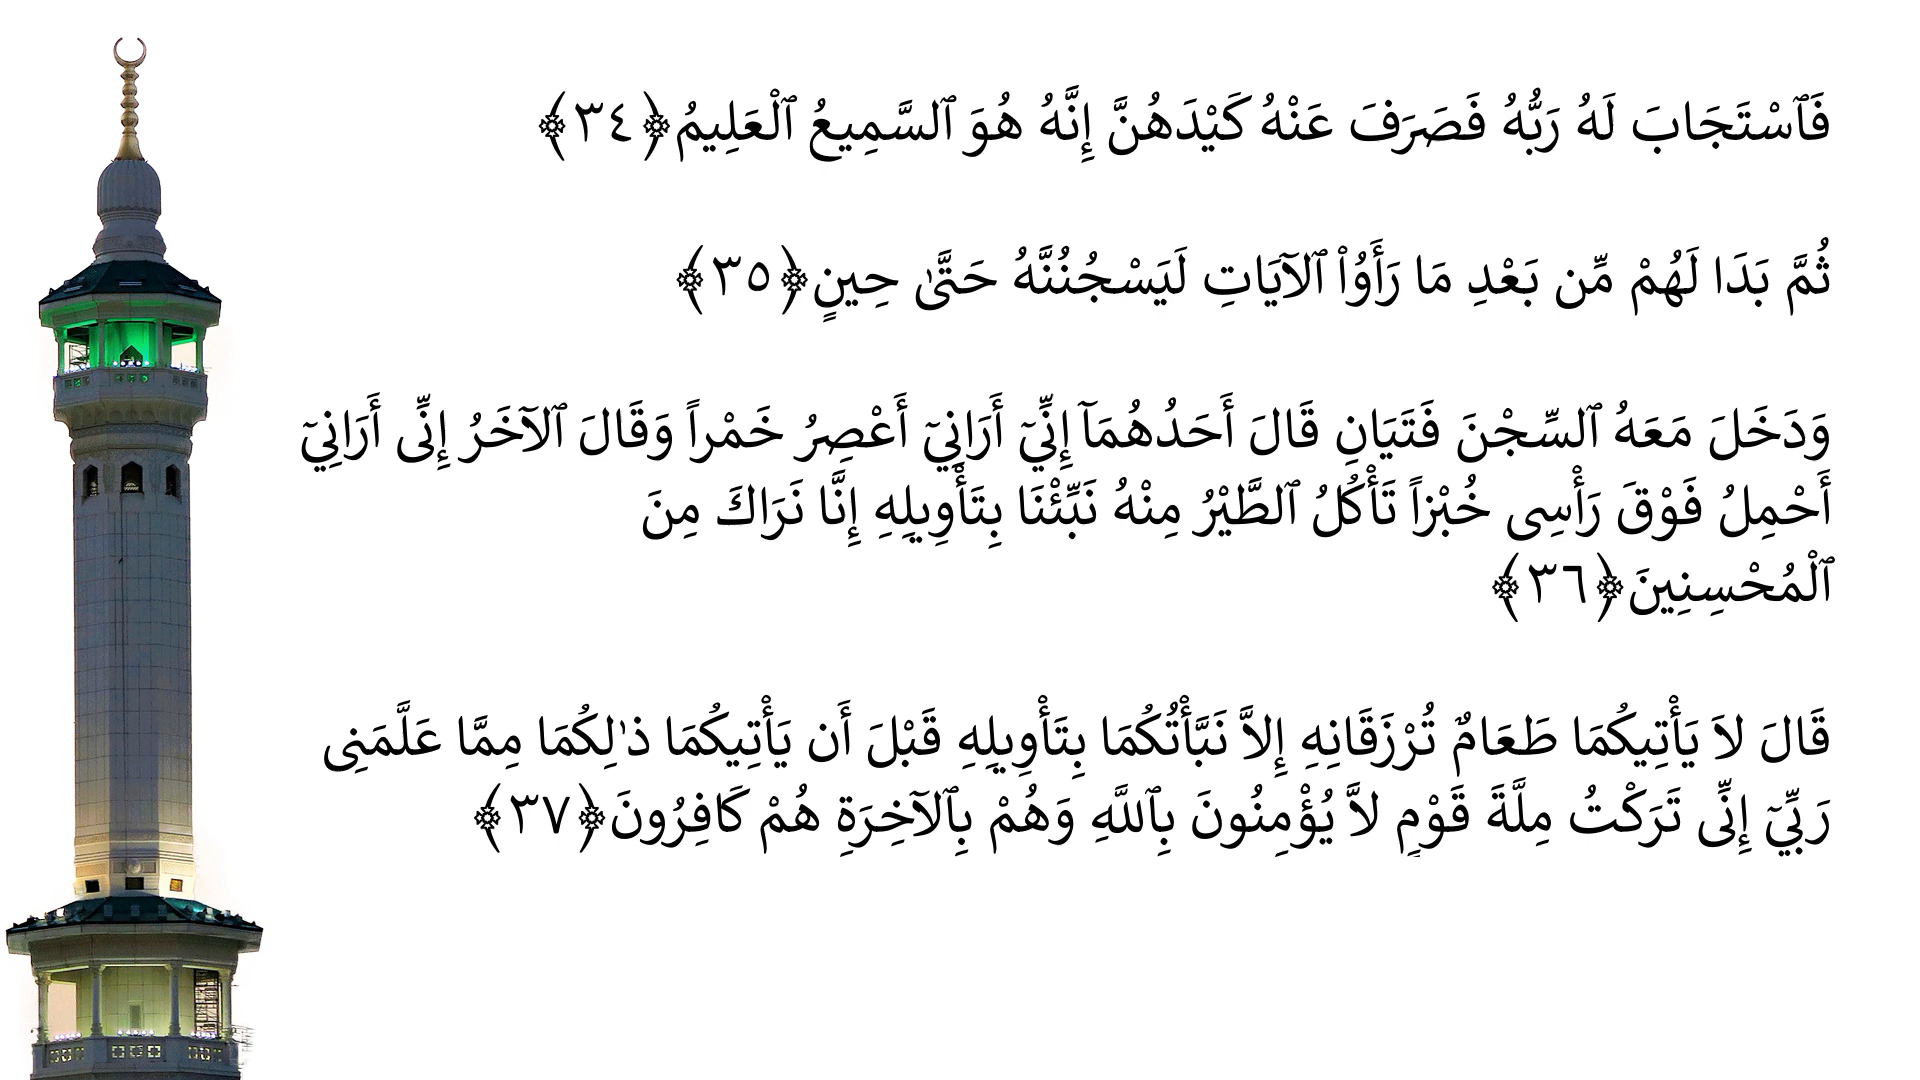 فَٱسْتَجَابَ لَهُ رَبُّهُ فَصَرَفَ عَنْهُ كَيْدَهُنَّ إِنَّهُ هُوَ ٱلسَّمِيعُ ٱلْعَلِيمُ﴿٣٤﴾
ثُمَّ بَدَا لَهُمْ مِّن بَعْدِ مَا رَأَوُاْ ٱلآيَاتِ لَيَسْجُنُنَّهُ حَتَّىٰ حِينٍ﴿٣٥﴾
وَدَخَلَ مَعَهُ ٱلسِّجْنَ فَتَيَانِ قَالَ أَحَدُهُمَآ إِنِّيۤ أَرَانِيۤ أَعْصِرُ خَمْراً وَقَالَ ٱلآخَرُ إِنِّى أَرَانِيۤ
أَحْمِلُ فَوْقَ رَأْسِى خُبْزاً تَأْكُلُ ٱلطَّيْرُ مِنْهُ نَبِّئْنَا بِتَأْوِيلِهِ إِنَّا نَرَاكَ مِنَ
ٱلْمُحْسِنِينَ﴿٣٦﴾
قَالَ لاَ يَأْتِيكُمَا طَعَامٌ تُرْزَقَانِهِ إِلاَّ نَبَّأْتُكُمَا بِتَأْوِيلِهِ قَبْلَ أَن يَأْتِيكُمَا ذٰلِكُمَا مِمَّا عَلَّمَنِى
رَبِّيۤ إِنِّى تَرَكْتُ مِلَّةَ قَوْمٍ لاَّ يُؤْمِنُونَ بِٱللَّهِ وَهُمْ بِٱلآخِرَةِ هُمْ كَافِرُونَ﴿٣٧﴾